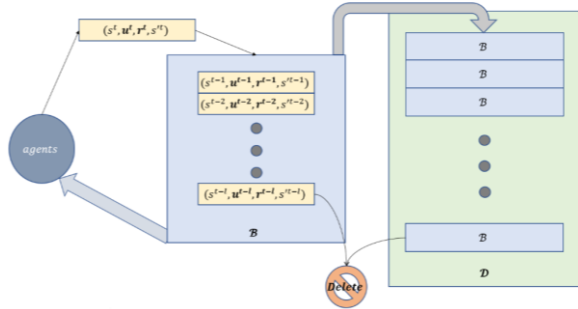 (s^t, u^t, r^t, s'^t)
(s^{t-1}, u^{t-1}, r^{t-1}, s'^{t-1})
(s^{t-2}, u^{t-2}, r^{t-2}, s'^{t-2})
agents
(s^{t-l}, u^{t-l}, r^{t-l}, s'^{t-l})
ℬ
Delete
ℬ
ℬ
ℬ
ℬ
𝒟